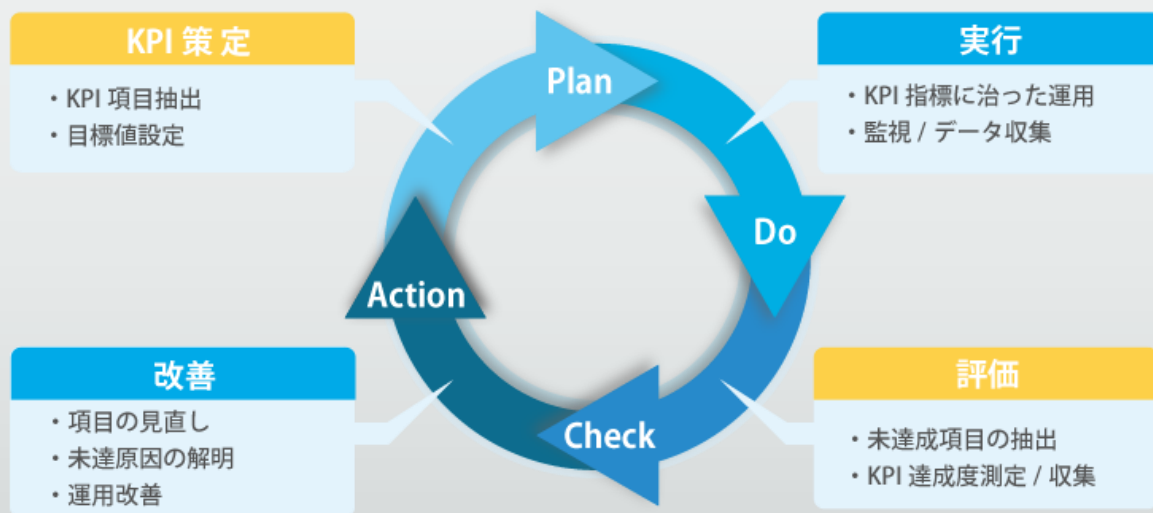 KPI 策 定
・KPI 項目抽出
・目標値設定
Plan
実行
・KPI 指標に治った運用
・監視 / データ収集
Do
Action
改善
・項目の見直し
・未達原因の解明
・運用改善
Check
評価
・未達成項目の抽出
・KPI 達成度測定 / 収集